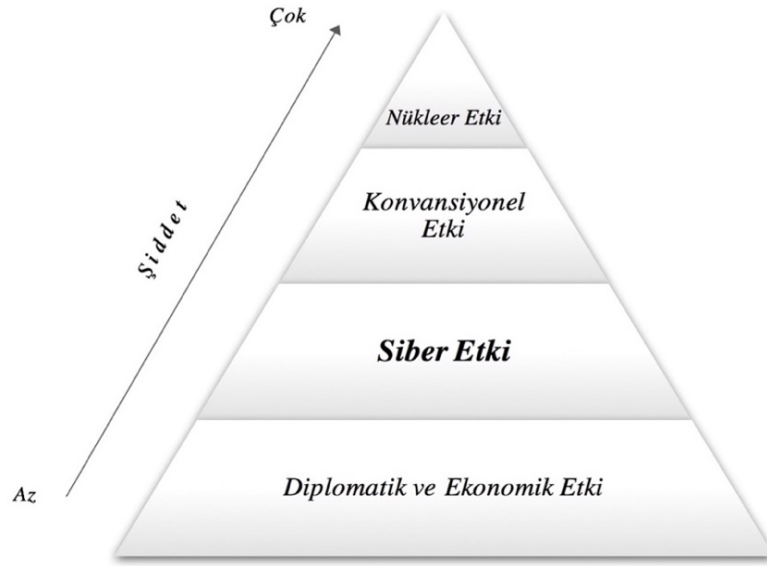 Çok
Nükleer Etki
Konvansiyonel
Etki
Şiddet
Siber Etki
Diplomatik ve Ekonomik Etki
Az